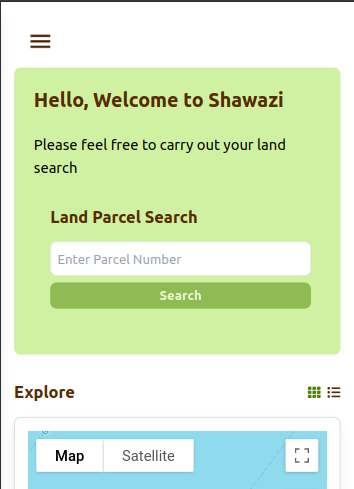 Hello, Welcome to Shawazi
Please feel free to carry out your land
search
Land Parcel Search
Enter Parcel Number
Search
Explore
Map
Satellite